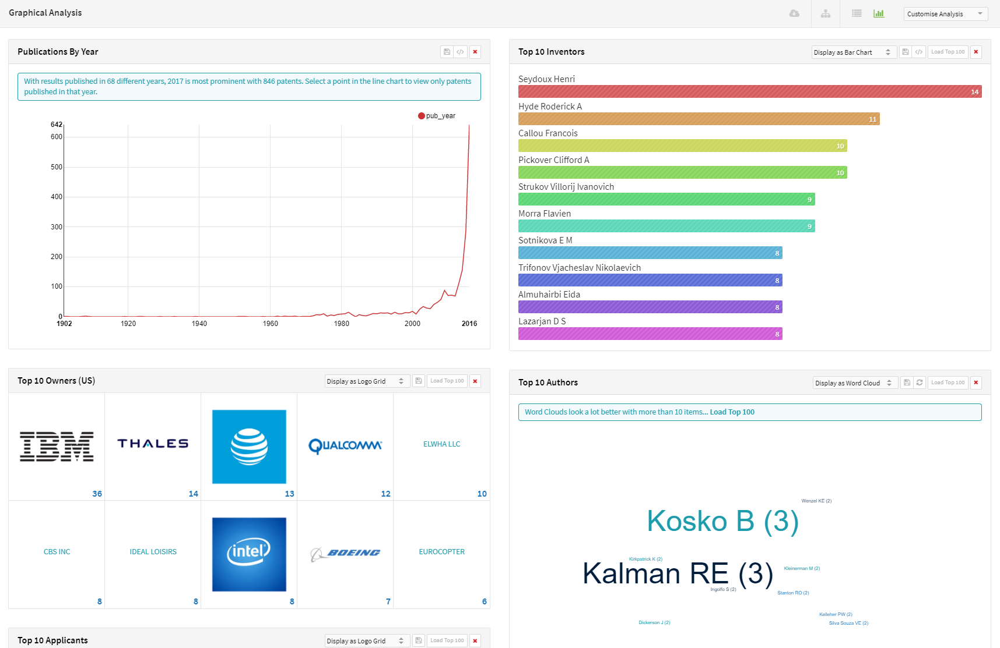 Graphical Analysis
Customise Analysis
Publications By Year
With results published in 68 different years, 2017 is most prominent with 846 patents. Select a point in the line chart to view only patents
published in that year.
pub_year
642
600
500
400
300
200
100
0
1902
1920
1940
1960
1980
2000
2016
Top 10 Inventors
Display as Bar Chart
</>
Load Top 100
Seydoux Henri
14
Hyde Roderick A
11
Callou Francois
10
Pickover Clifford A
10
Strukov Villorij Ivanovich
9
Morra Flavien
9
Sotnikova E M
8
Trifonov Vjacheslav Nikolaevich
8
Almuhairbi Eida
8
Lazarjan D S
8
Top 10 Owners (US)
Display as Logo Grid
Load Top 100
IBM
36
THALES
14
13
QUALCOMM
12
ELWHA LLC
10
CBS INC
8
IDEAL LOISIRS
8
intel
8
BOEING
7
EUROCOPTER
6
Top 10 Authors
Display as Word Cloud
Load Top 100
Word Clouds look a lot better with more than 10 items... Load Top 100
Wenzel KE (2)
Kosko B (3)
Kirkpatrick K (2)
Kalman RE (3)
Kleinerman M (2)
Ingolfo S (2)
Stanton RO (2)
Kelleher PW (2)
Dickerson J (2)
Silva Souza VE (2)
Top 10 Applicants
Display as Logo Grid
Load Top 100